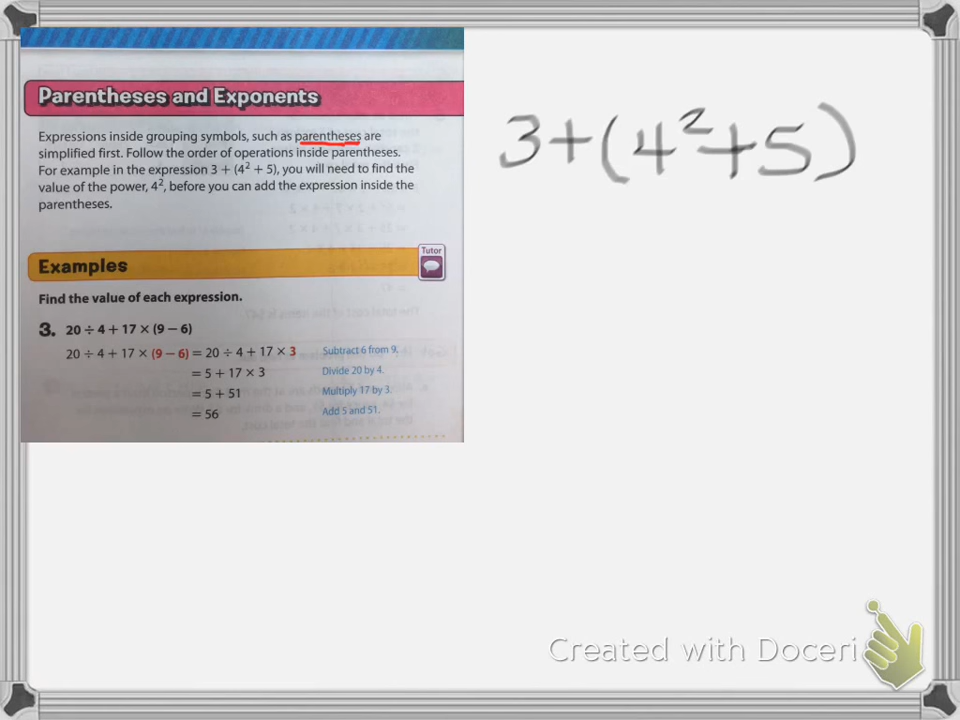 Parentheses and Exponents
Expressions inside grouping symbols, such as parentheses are
simplified first. Follow the order of operations inside parentheses.
For example in the expression 3 + (4² + 5), you will need to find the
value of the power, 4², before you can add the expression inside the
parentheses.
Examples
Tutor
Find the value of each expression.
3. 20 ÷ 4 + 17 × (9 − 6)
20 ÷ 4 + 17 × (9 − 6) = 20 ÷ 4 + 17 × 3 Subtract 6 from 9.
= 5 + 17 × 3 Divide 20 by 4.
= 5 + 51 Multiply 17 by 3.
= 56 Add 5 and 51.
3+(4²+5)
Created with Doceri